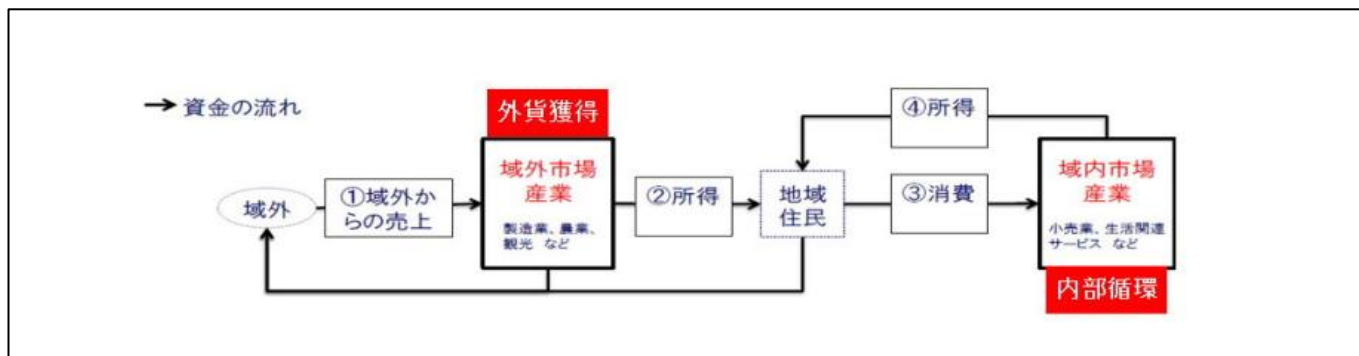 資金の流れ
外貨獲得
④所得
域外
①域外か
らの売上
域外市場
産業
製造業、農業、
観光 など
②所得
地域
住民
③消費
域内市場
産業
小売業、生活関連
サービス など
内部循環